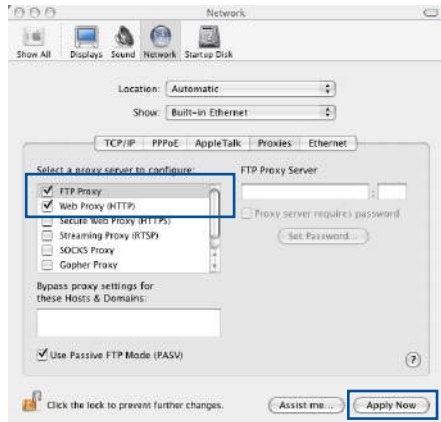 Network
Show All Displays Sound Network Startup Disk
Location: Automatic
Show: Built-in Ethernet
TCP/IP PPPoE AppleTalk Proxies Ethernet
Select a proxy server to configure: FTP Proxy Server
FTP Proxy
Web Proxy (HTTP)
Secure Web Proxy (HTTPS)
Streaming Proxy (RTSP)
SOCKS Proxy
Gopher Proxy
:
Proxy server requires password
Set Password...
Bypass proxy settings for
these Hosts & Domains:
Use Passive FTP Mode (PASV)
?
Click the lock to prevent further changes.
Assist me...
Apply Now